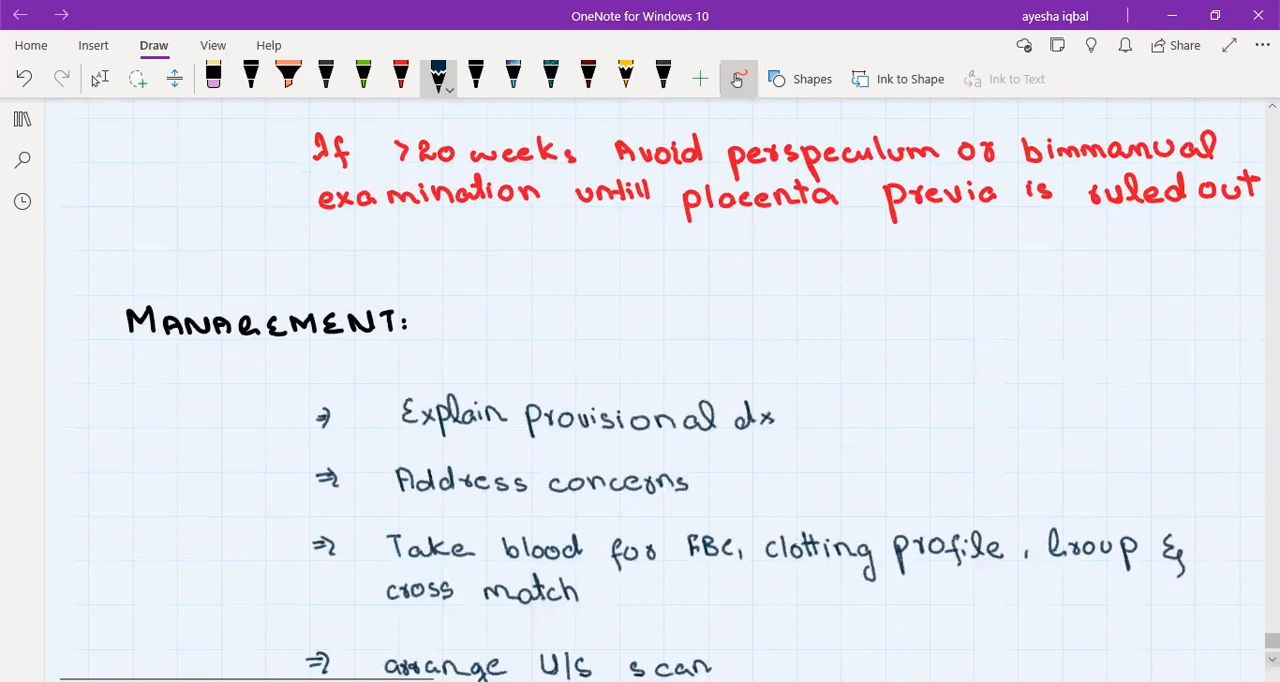 OneNote for Windows 10
ayesha iqbal
Home Insert Draw View Help
Share
Shapes Ink to Shape Ink to Text
If >20 weeks Avoid perspeculum or bimmanual
examination untill placenta previa is ruled out
MANAGEMENT:
⇒ Explain provisional dx
⇒ Address concerns
⇒ Take blood for FBC, clotting profile, Group &
cross match
⇒ arrange U/S scan